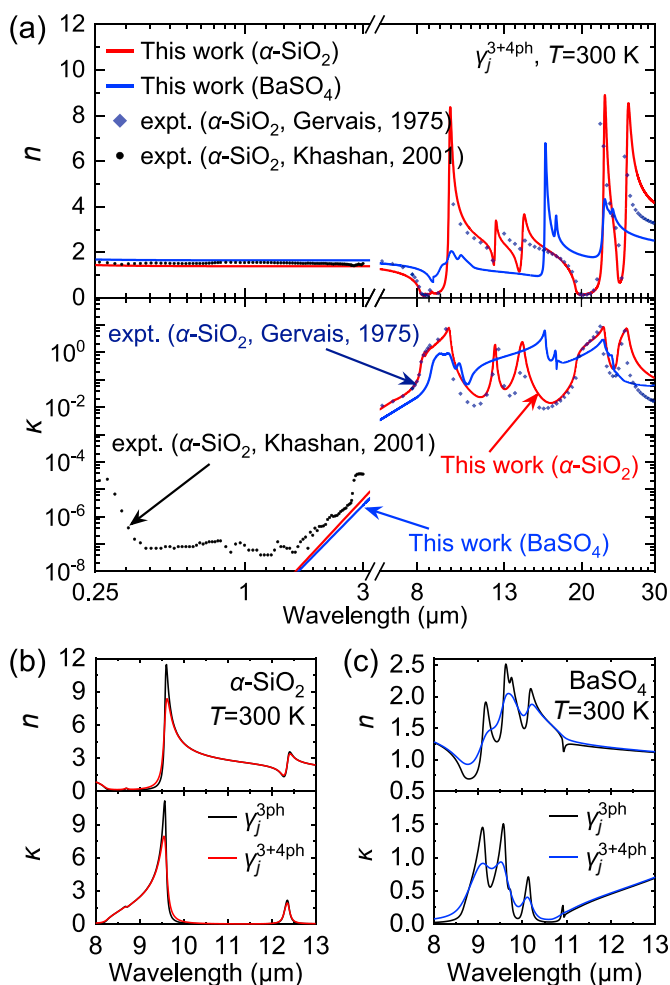 (a)
12
10
8
6
4
2
0
n
This work (α-SiO₂)
This work (BaSO₄)
expt. (α-SiO₂, Gervais, 1975)
expt. (α-SiO₂, Khashan, 2001)
γⱼ³⁺⁴ᵖʰ, T=300 K
10⁰
10⁻²
10⁻⁴
10⁻⁶
10⁻⁸
κ
expt. (α-SiO₂, Gervais, 1975)
expt. (α-SiO₂, Khashan, 2001)
This work (α-SiO₂)
This work (BaSO₄)
0.25 1 3 8 13 20 30
Wavelength (μm)
(b)
12
9
6
3
0
n
α-SiO₂
T=300 K
9
6
3
0
κ
γⱼ³ᵖʰ
γⱼ³⁺⁴ᵖʰ
8 9 10 11 12 13
Wavelength (μm)
(c)
2.5
2.0
1.5
1.0
0.5
n
BaSO₄
T=300 K
1.5
1.0
0.5
0.0
κ
γⱼ³ᵖʰ
γⱼ³⁺⁴ᵖʰ
8 9 10 11 12 13
Wavelength (μm)